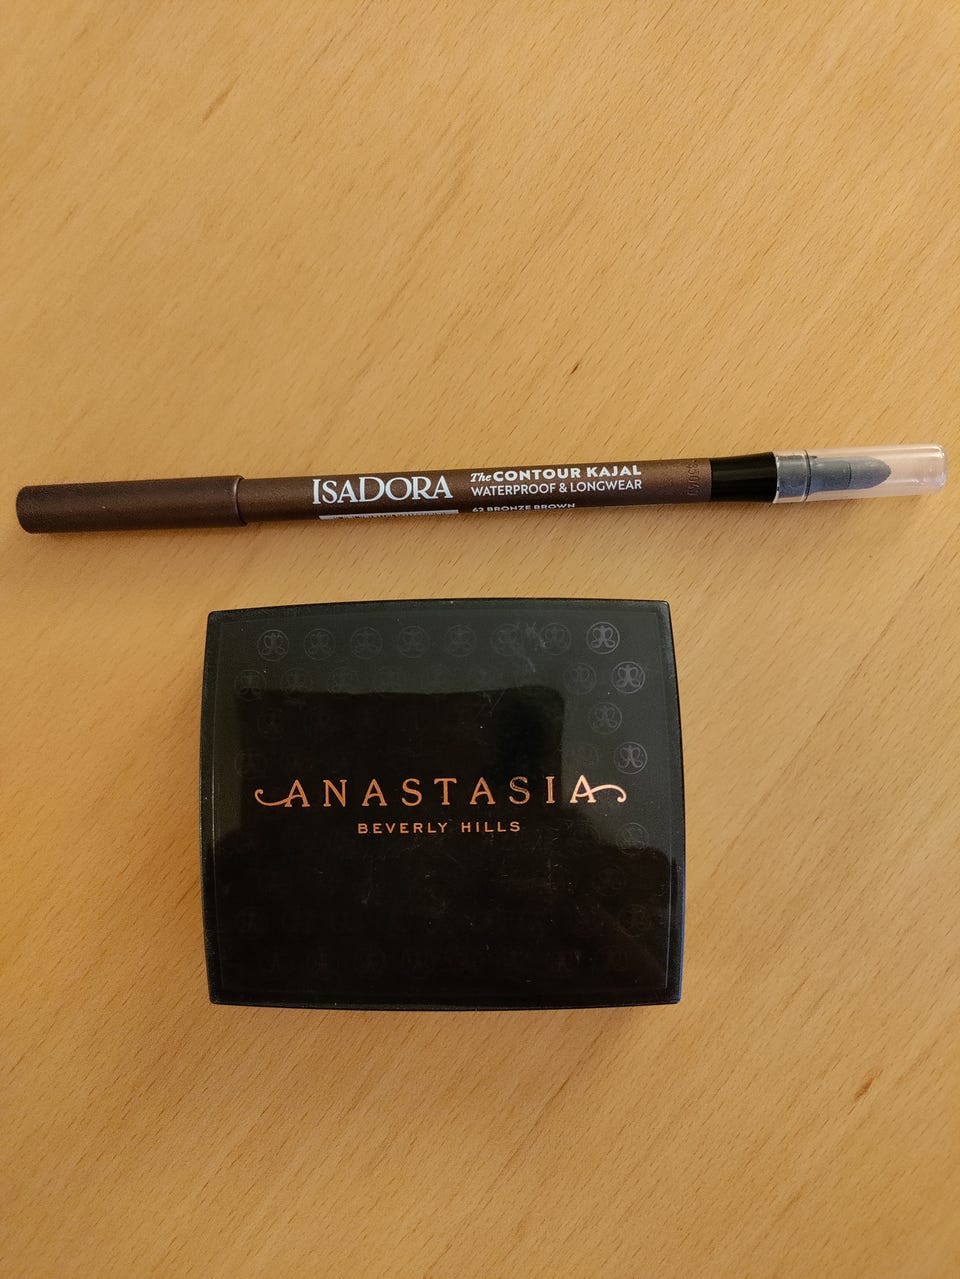 ISADORA
The CONTOUR KAJAL
WATERPROOF & LONGWEAR
62 BRONZE BROWN
ANASTASIA
BEVERLY HILLS